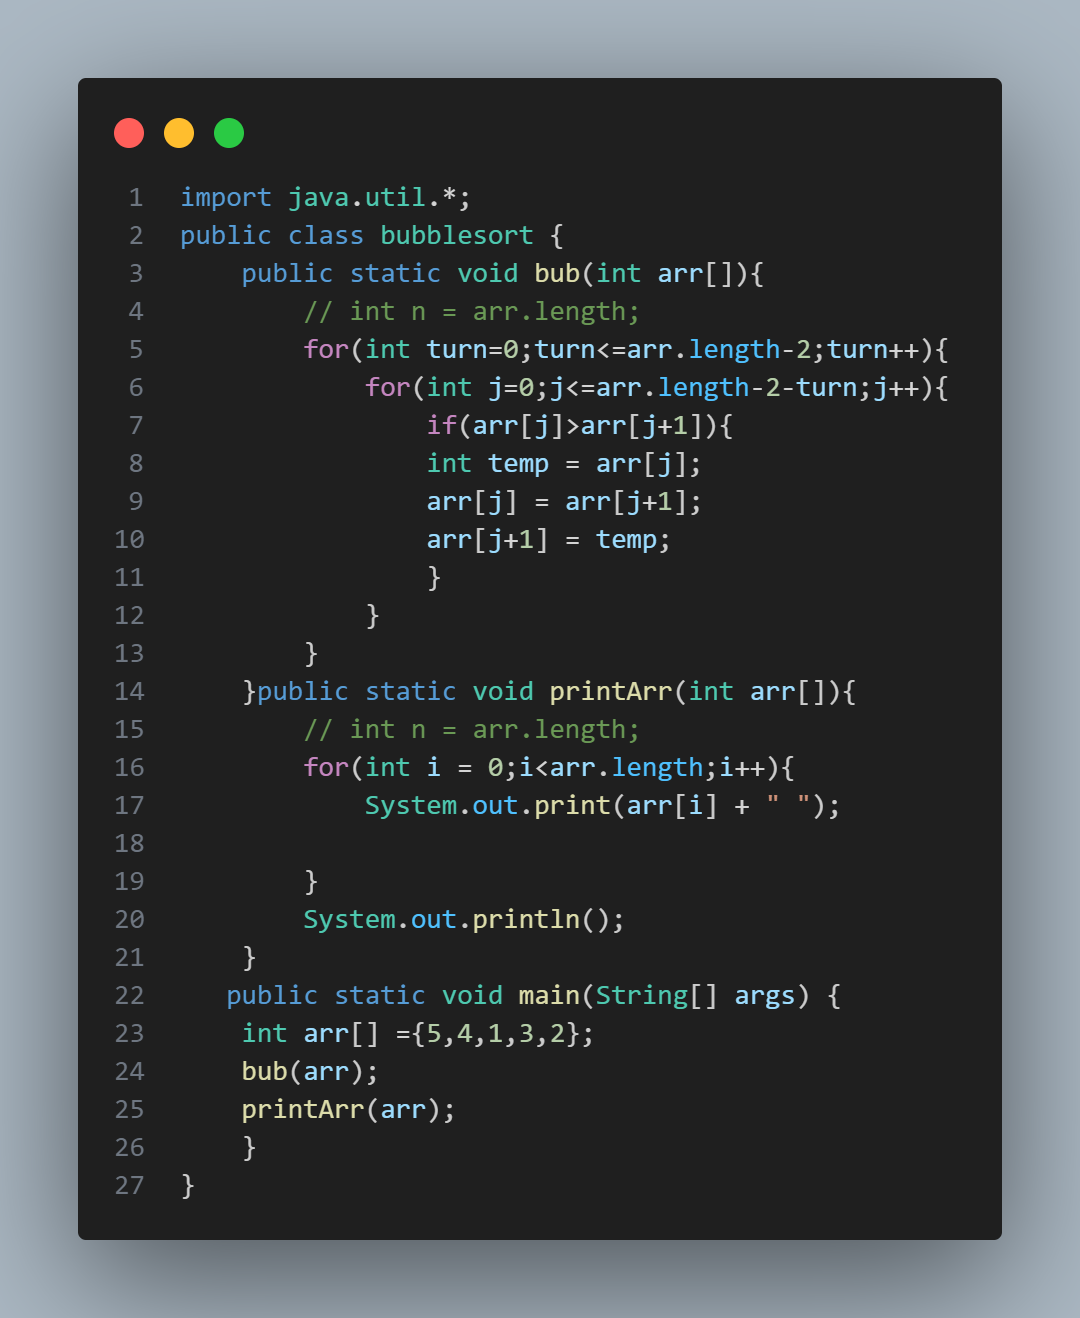 1 import java.util.*;
2 public class bubblesort {
3     public static void bub(int arr[]){
4         // int n = arr.length;
5         for(int turn=0;turn<=arr.length-2;turn++){
6             for(int j=0;j<=arr.length-2-turn;j++){
7                 if(arr[j]>arr[j+1]){
8                 int temp = arr[j];
9                 arr[j] = arr[j+1];
10                 arr[j+1] = temp;
11                 }
12             }
13         }
14     }public static void printArr(int arr[]){
15         // int n = arr.length;
16         for(int i = 0;i<arr.length;i++){
17             System.out.print(arr[i] + " ");
18
19         }
20         System.out.println();
21     }
22    public static void main(String[] args) {
23     int arr[] ={5,4,1,3,2};
24     bub(arr);
25     printArr(arr);
26     }
27 }